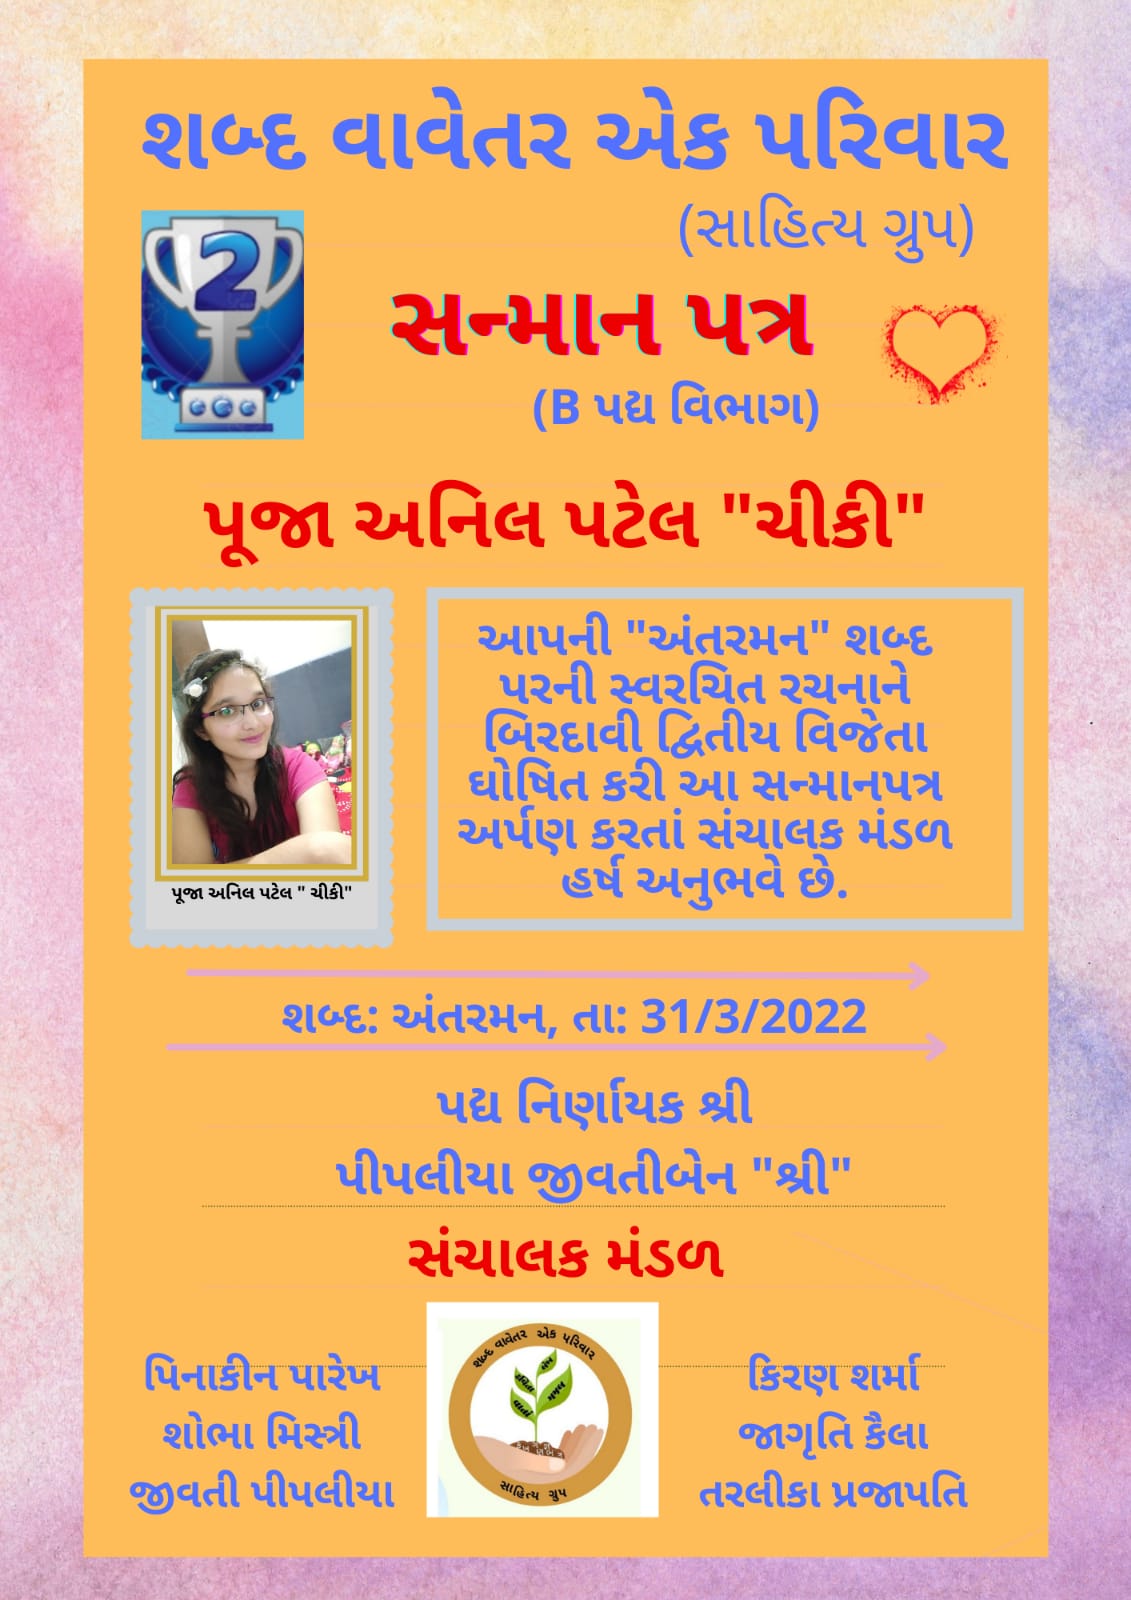 શબ્દ વાવેતર એક પરિવાર
(સાહિત્ય ગ્રુપ)
2
સન્માન પત્ર
(B પદ્ય વિભાગ)
પૂજા અનિલ પટેલ "ચીકી"
આપની "અંતરમન" શબ્દ
પરની સ્વરચિત રચનાને
બિરદાવી દ્વિતીય વિજેતા
ઘોષિત કરી આ સન્માનપત્ર
અર્પણ કરતાં સંચાલક મંડળ
હર્ષ અનુભવે છે.
પૂજા અનિલ પટેલ " ચીકી"
શબ્દ: અંતરમન, તા: 31/3/2022
પદ્ય નિર્ણાયક શ્રી
પીપલીયા જીવતીબેન "શ્રી"
સંચાલક મંડળ
પિનાકીન પારેખ
શોભા મિસ્ત્રી
જીવતી પીપલીયા
શબ્દ વાવેતર એક પરિવાર
લેખ
કવિતા
ગઝલ
વાર્તા
સાહિત્ય ગ્રુપ
કિરણ શર્મા
જાગૃતિ કૈલા
તરલીકા પ્રજાપતિ